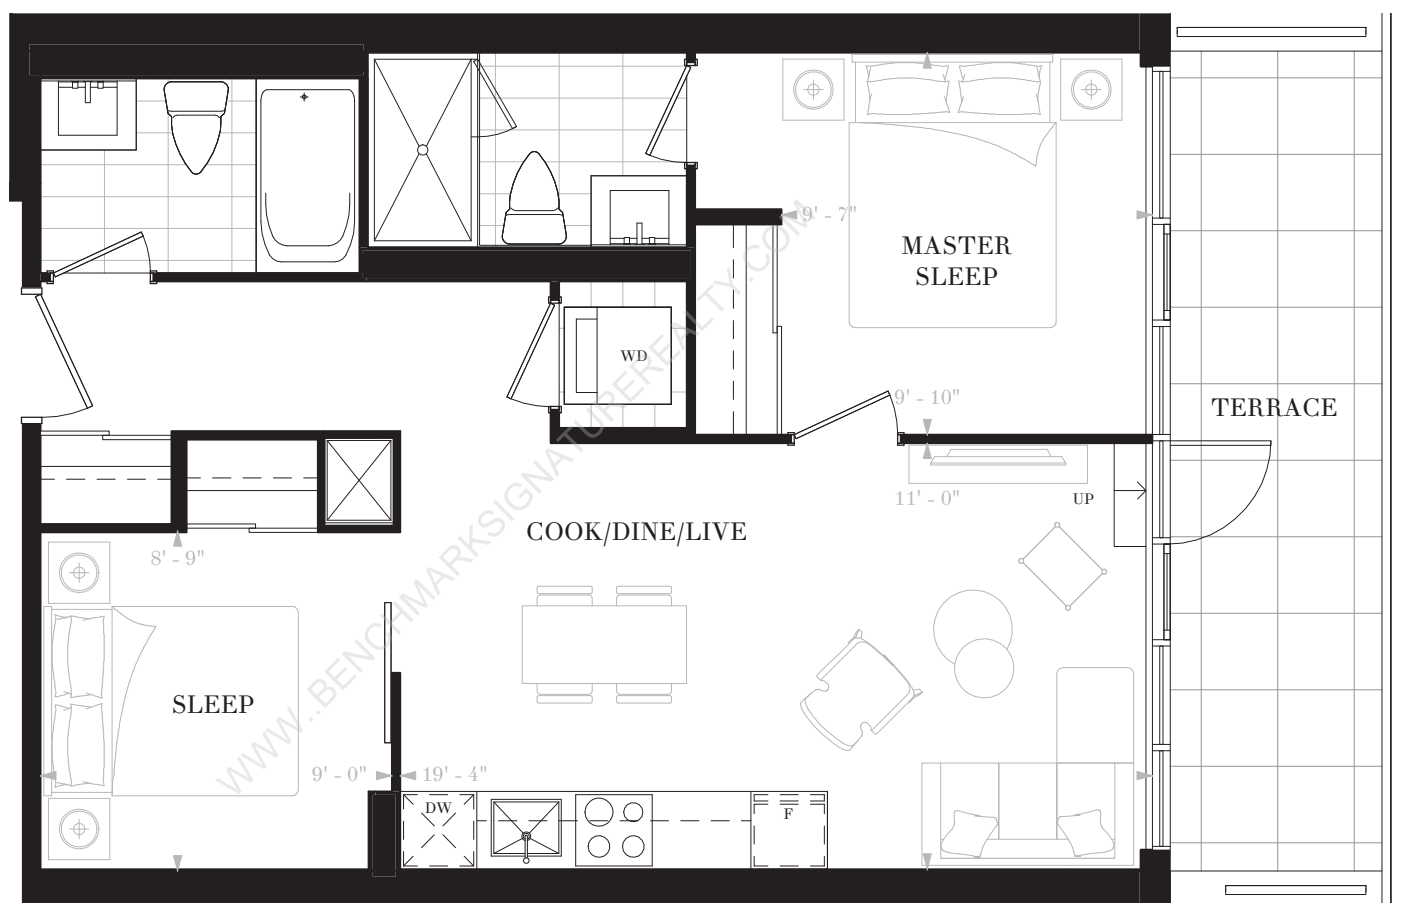 9' - 7"
MASTER
SLEEP
WD
9' - 10"
TERRACE
11' - 0"
UP
COOK/DINE/LIVE
8' - 9"
SLEEP
9' - 0"
19' - 4"
DW
F
WWW..BENCHMARKSIGNATUREREALTY.COM